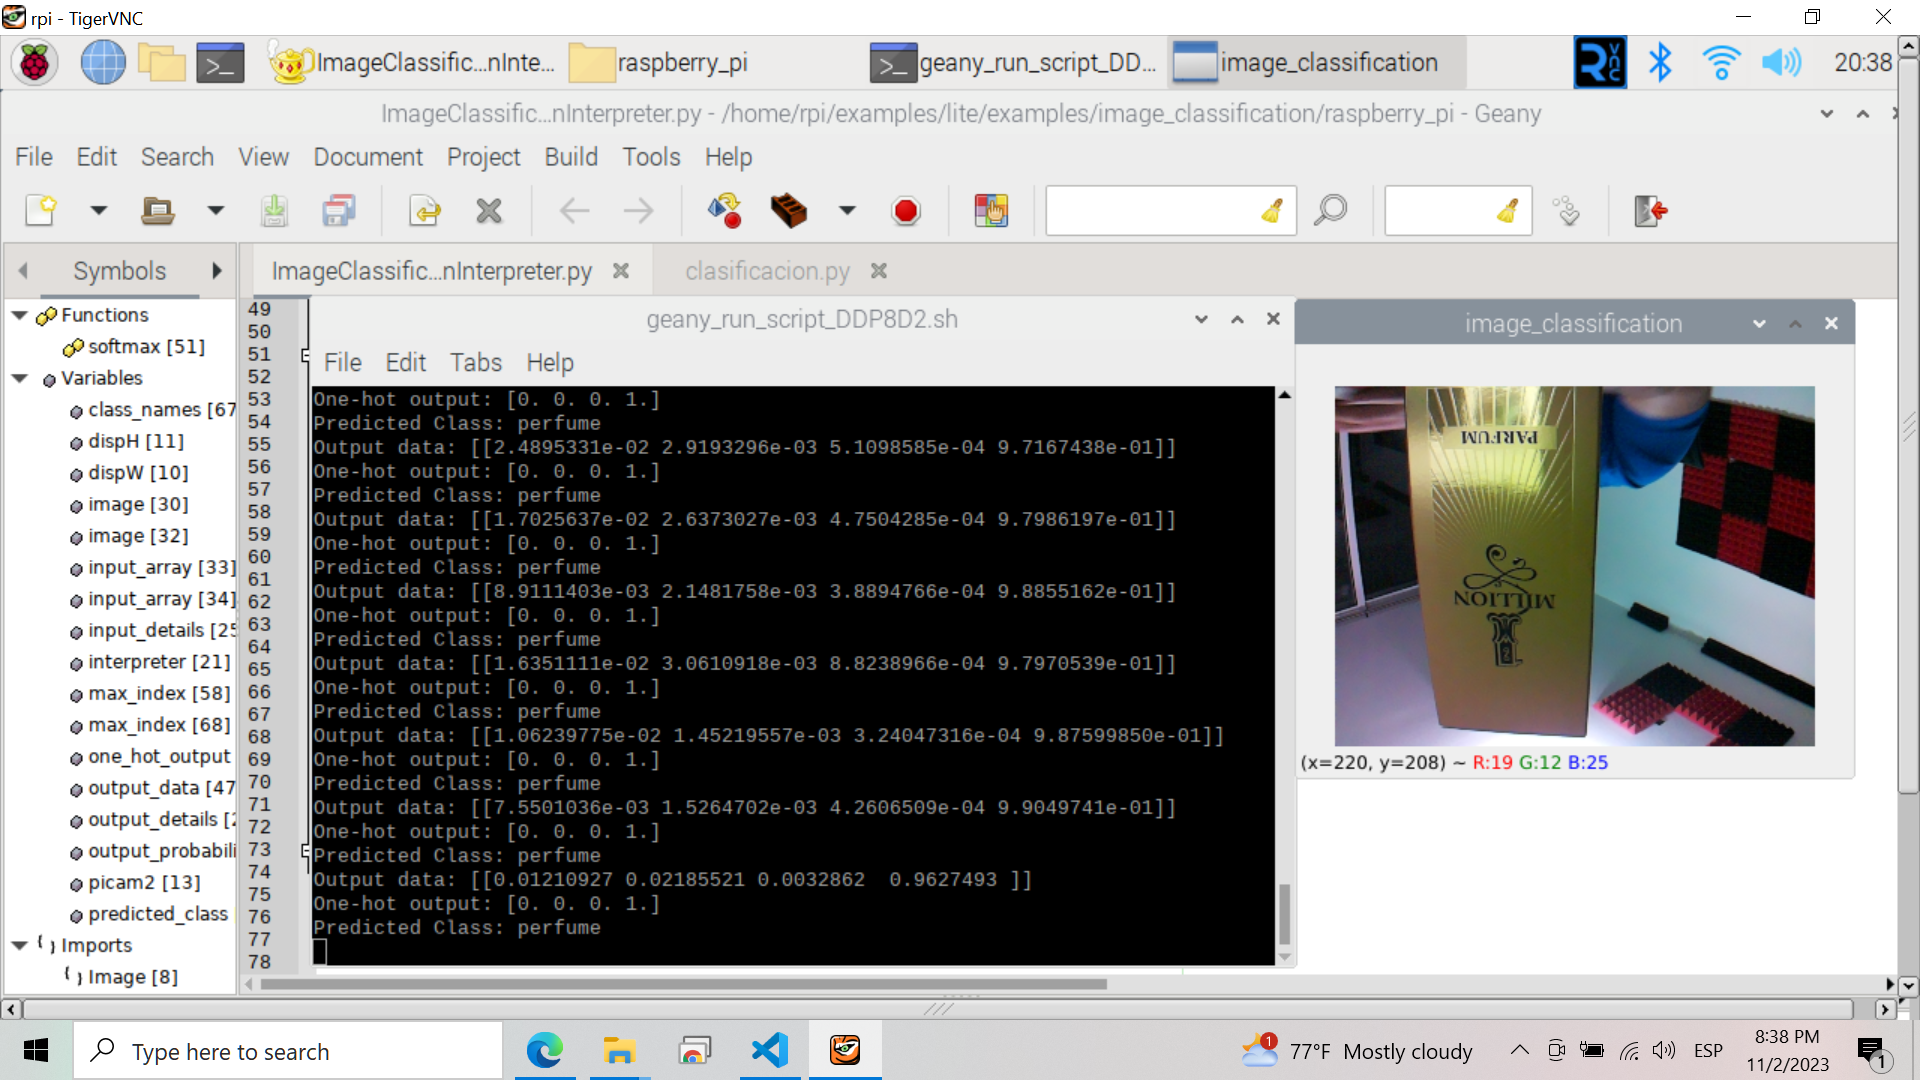 rpi - TigerVNC
ImageClassific...nInte...
raspberry_pi
geany_run_script_DD...
image_classification
20:38
ImageClassific...nInterpreter.py - /home/rpi/examples/lite/examples/image_classification/raspberry_pi - Geany
File Edit Search View Document Project Build Tools Help
Symbols
ImageClassific...nInterpreter.py
clasificacion.py
Functions
softmax [51]
Variables
class_names [67
dispH [11]
dispW [10]
image [30]
image [32]
input_array [33]
input_array [34]
input_details [25
interpreter [21]
max_index [58]
max_index [68]
one_hot_output
output_data [47
output_details [2
output_probabili
picam2 [13]
predicted_class
Imports
Image [8]
49
50
51
52
53
54
55
56
57
58
59
60
61
62
63
64
65
66
67
68
69
70
71
72
73
74
75
76
77
78
geany_run_script_DDP8D2.sh
File Edit Tabs Help
One-hot output: [0. 0. 0. 1.]
Predicted Class: perfume
Output data: [[2.4895331e-02 2.9193296e-03 5.1098585e-04 9.7167438e-01]]
One-hot output: [0. 0. 0. 1.]
Predicted Class: perfume
Output data: [[1.7025637e-02 2.6373027e-03 4.7504285e-04 9.7986197e-01]]
One-hot output: [0. 0. 0. 1.]
Predicted Class: perfume
Output data: [[8.9111403e-03 2.1481758e-03 3.8894766e-04 9.8855162e-01]]
One-hot output: [0. 0. 0. 1.]
Predicted Class: perfume
Output data: [[1.6351111e-02 3.0610918e-03 8.8238966e-04 9.7970539e-01]]
One-hot output: [0. 0. 0. 1.]
Predicted Class: perfume
Output data: [[1.06239775e-02 1.45219557e-03 3.24047316e-04 9.87599850e-01]]
One-hot output: [0. 0. 0. 1.]
Predicted Class: perfume
Output data: [[7.5501036e-03 1.5264702e-03 4.2606509e-04 9.9049741e-01]]
One-hot output: [0. 0. 0. 1.]
Predicted Class: perfume
Output data: [[0.01210927 0.02185521 0.0032862  0.9627493 ]]
One-hot output: [0. 0. 0. 1.]
Predicted Class: perfume
image_classification
PARFUM
MILLION
1
(x=220, y=208) ~ R:19 G:12 B:25
Type here to search
1
77°F Mostly cloudy
ESP
8:38 PM
11/2/2023
1